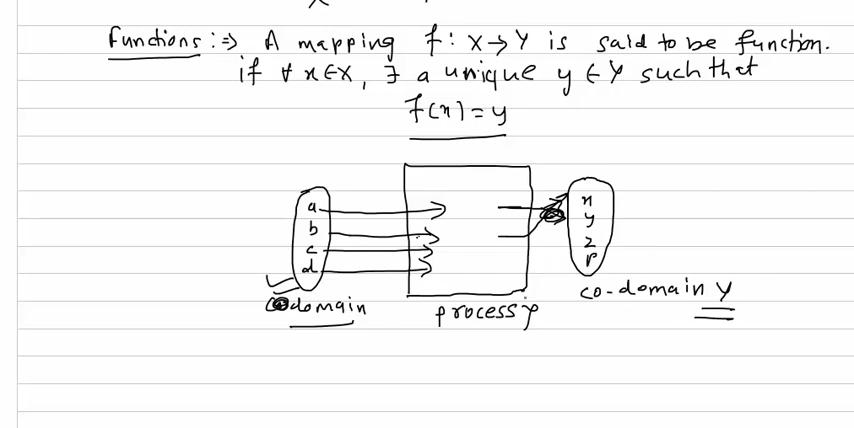 Functions :⇒ A mapping f : X → Y is said to be function.
if ∀ x ∈ X, ∃ a unique y ∈ Y such that
f(x) = y
a
b
c
d
x
y
z
p
domain
process
co-domain Y